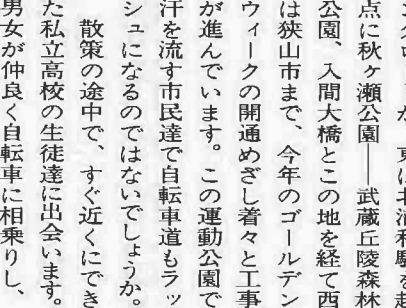 東は北浦和駅を起
点に秋ヶ瀬公園──武蔵丘陵森林
公園、入間大橋とこの地を経て西
は狭山市まで、今年のゴールデン
ウィークの開通めざし着々と工事
が進んでいます。この運動公園で
汗を流す市民達で自転車道もラッ
シュになるのではないでしょうか。
散策の途中で、すぐ近くにでき
た私立高校の生徒達に出会います。
男女が仲良く自転車に相乗りし、